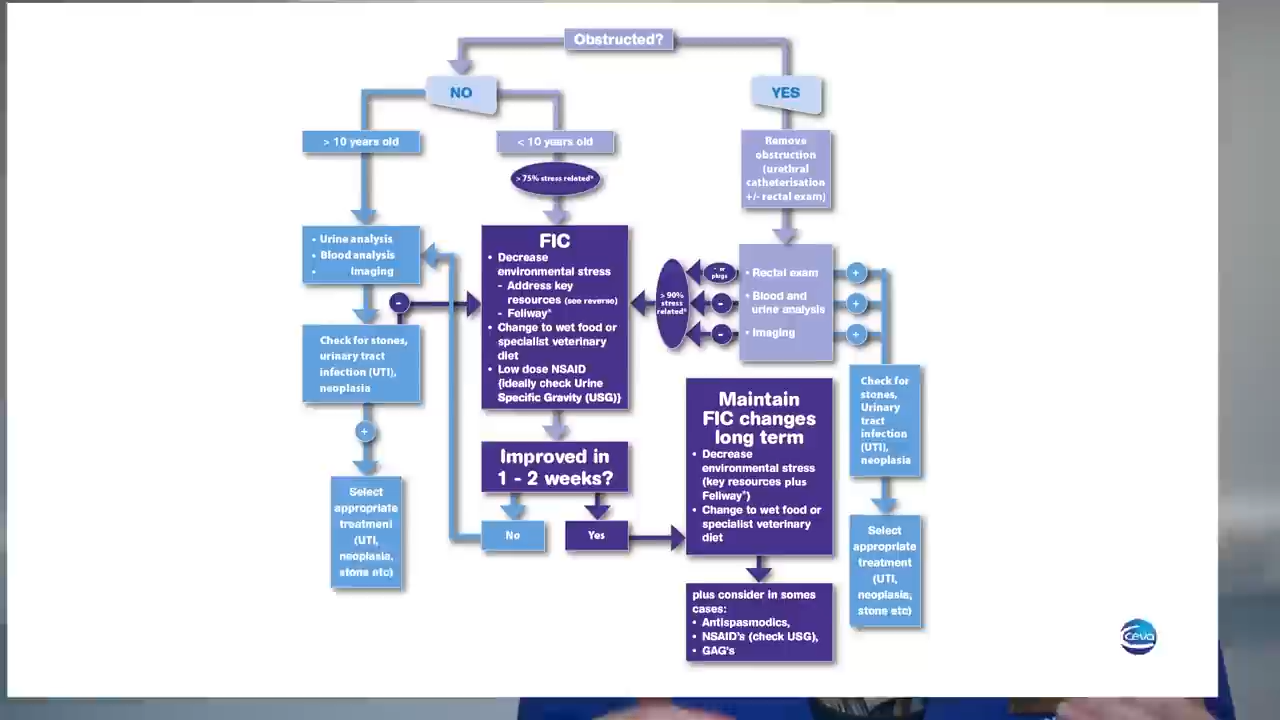 Obstructed?
NO
YES
> 10 years old
< 10 years old
> 75% stress related*
Remove
obstruction
(urethral
catheterisation
+/- rectal exam)
• Urine analysis
• Blood analysis
• Imaging
FIC
• Decrease
environmental stress
- Address key
resources (see reverse)
- Feliway*
• Change to wet food or
specialist veterinary
diet
• Low dose NSAID
{ideally check Urine
Specific Gravity (USG)}
> 90%
stress
related*
- or
plugs
-
-
• Rectal exam
• Blood and
urine analysis
• Imaging
+
+
+
-
Check for stones,
urinary tract
infection (UTI),
neoplasia
+
Select
appropriate
treatment
(UTI,
neoplasia,
stone etc)
Improved in
1 - 2 weeks?
No
Yes
Maintain
FIC changes
long term
• Decrease
environmental stress
(key resources plus
Feliway*)
• Change to wet food or
specialist veterinary
diet
plus consider in somes
cases:
• Antispasmodics,
• NSAID's (check USG),
• GAG's
Check for
stones,
Urinary
tract
infection
(UTI),
neoplasia
Select
appropriate
treatment
(UTI,
neoplasia,
stone etc)
ceva